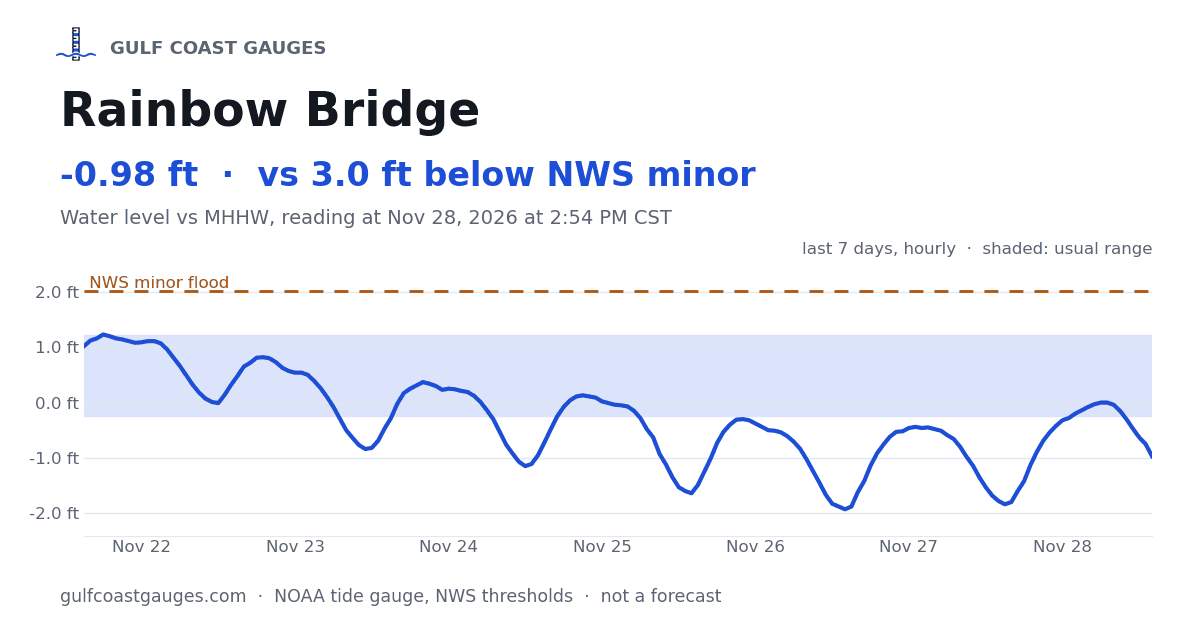 GULF COAST GAUGES
Rainbow Bridge
-0.98 ft · vs 3.0 ft below NWS minor
Water level vs MHHW, reading at Nov 28, 2026 at 2:54 PM CST
last 7 days, hourly · shaded: usual range
NWS minor flood
2.0 ft
1.0 ft
0.0 ft
-1.0 ft
-2.0 ft
Nov 22 Nov 23 Nov 24 Nov 25 Nov 26 Nov 27 Nov 28
gulfcoastgauges.com · NOAA tide gauge, NWS thresholds · not a forecast